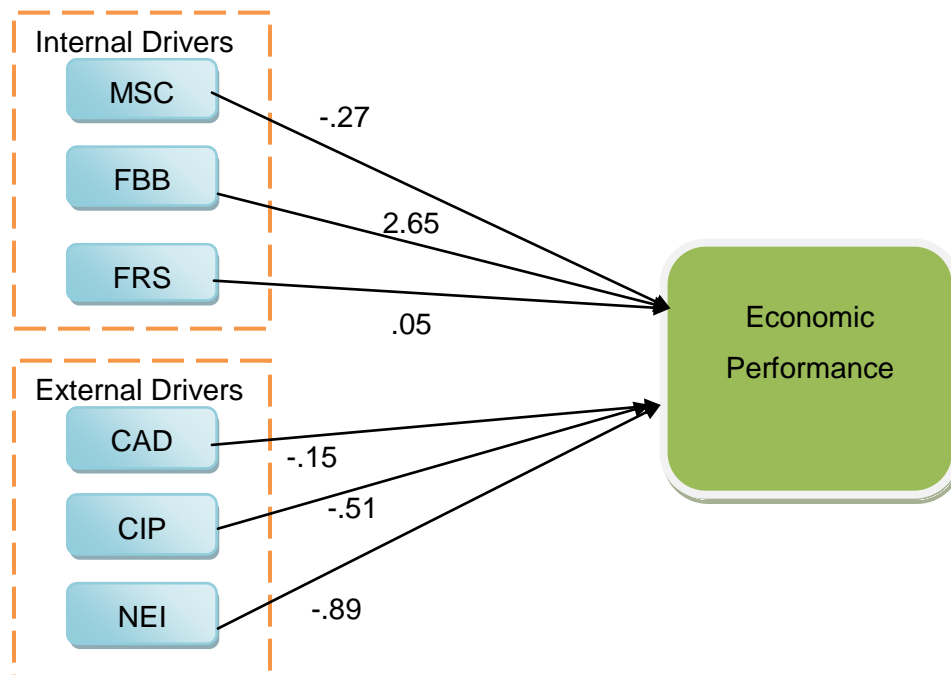 Internal Drivers
MSC
-.27
FBB
2.65
FRS
.05
Economic
Performance
External Drivers
CAD
-.15
CIP
-.51
NEI
-.89